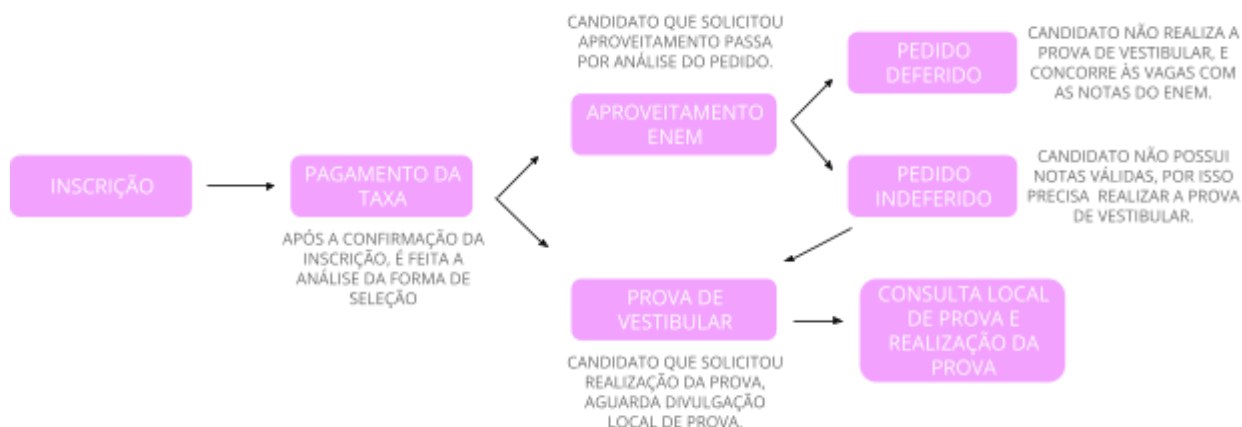 INSCRIÇÃO
PAGAMENTO DA
TAXA
APÓS A CONFIRMAÇÃO DA
INSCRIÇÃO, É FEITA A
ANÁLISE DA FORMA DE
SELEÇÃO
CANDIDATO QUE SOLICITOU
APROVEITAMENTO PASSA
POR ANÁLISE DO PEDIDO.
APROVEITAMENTO
ENEM
PEDIDO
DEFERIDO
CANDIDATO NÃO REALIZA A
PROVA DE VESTIBULAR, E
CONCORRE ÀS VAGAS COM
AS NOTAS DO ENEM.
PEDIDO
INDEFERIDO
CANDIDATO NÃO POSSUI
NOTAS VÁLIDAS, POR ISSO
PRECISA REALIZAR A PROVA
DE VESTIBULAR.
PROVA DE
VESTIBULAR
CANDIDATO QUE SOLICITOU
REALIZAÇÃO DA PROVA,
AGUARDA DIVULGAÇÃO
LOCAL DE PROVA.
CONSULTA LOCAL
DE PROVA E
REALIZAÇÃO DA
PROVA